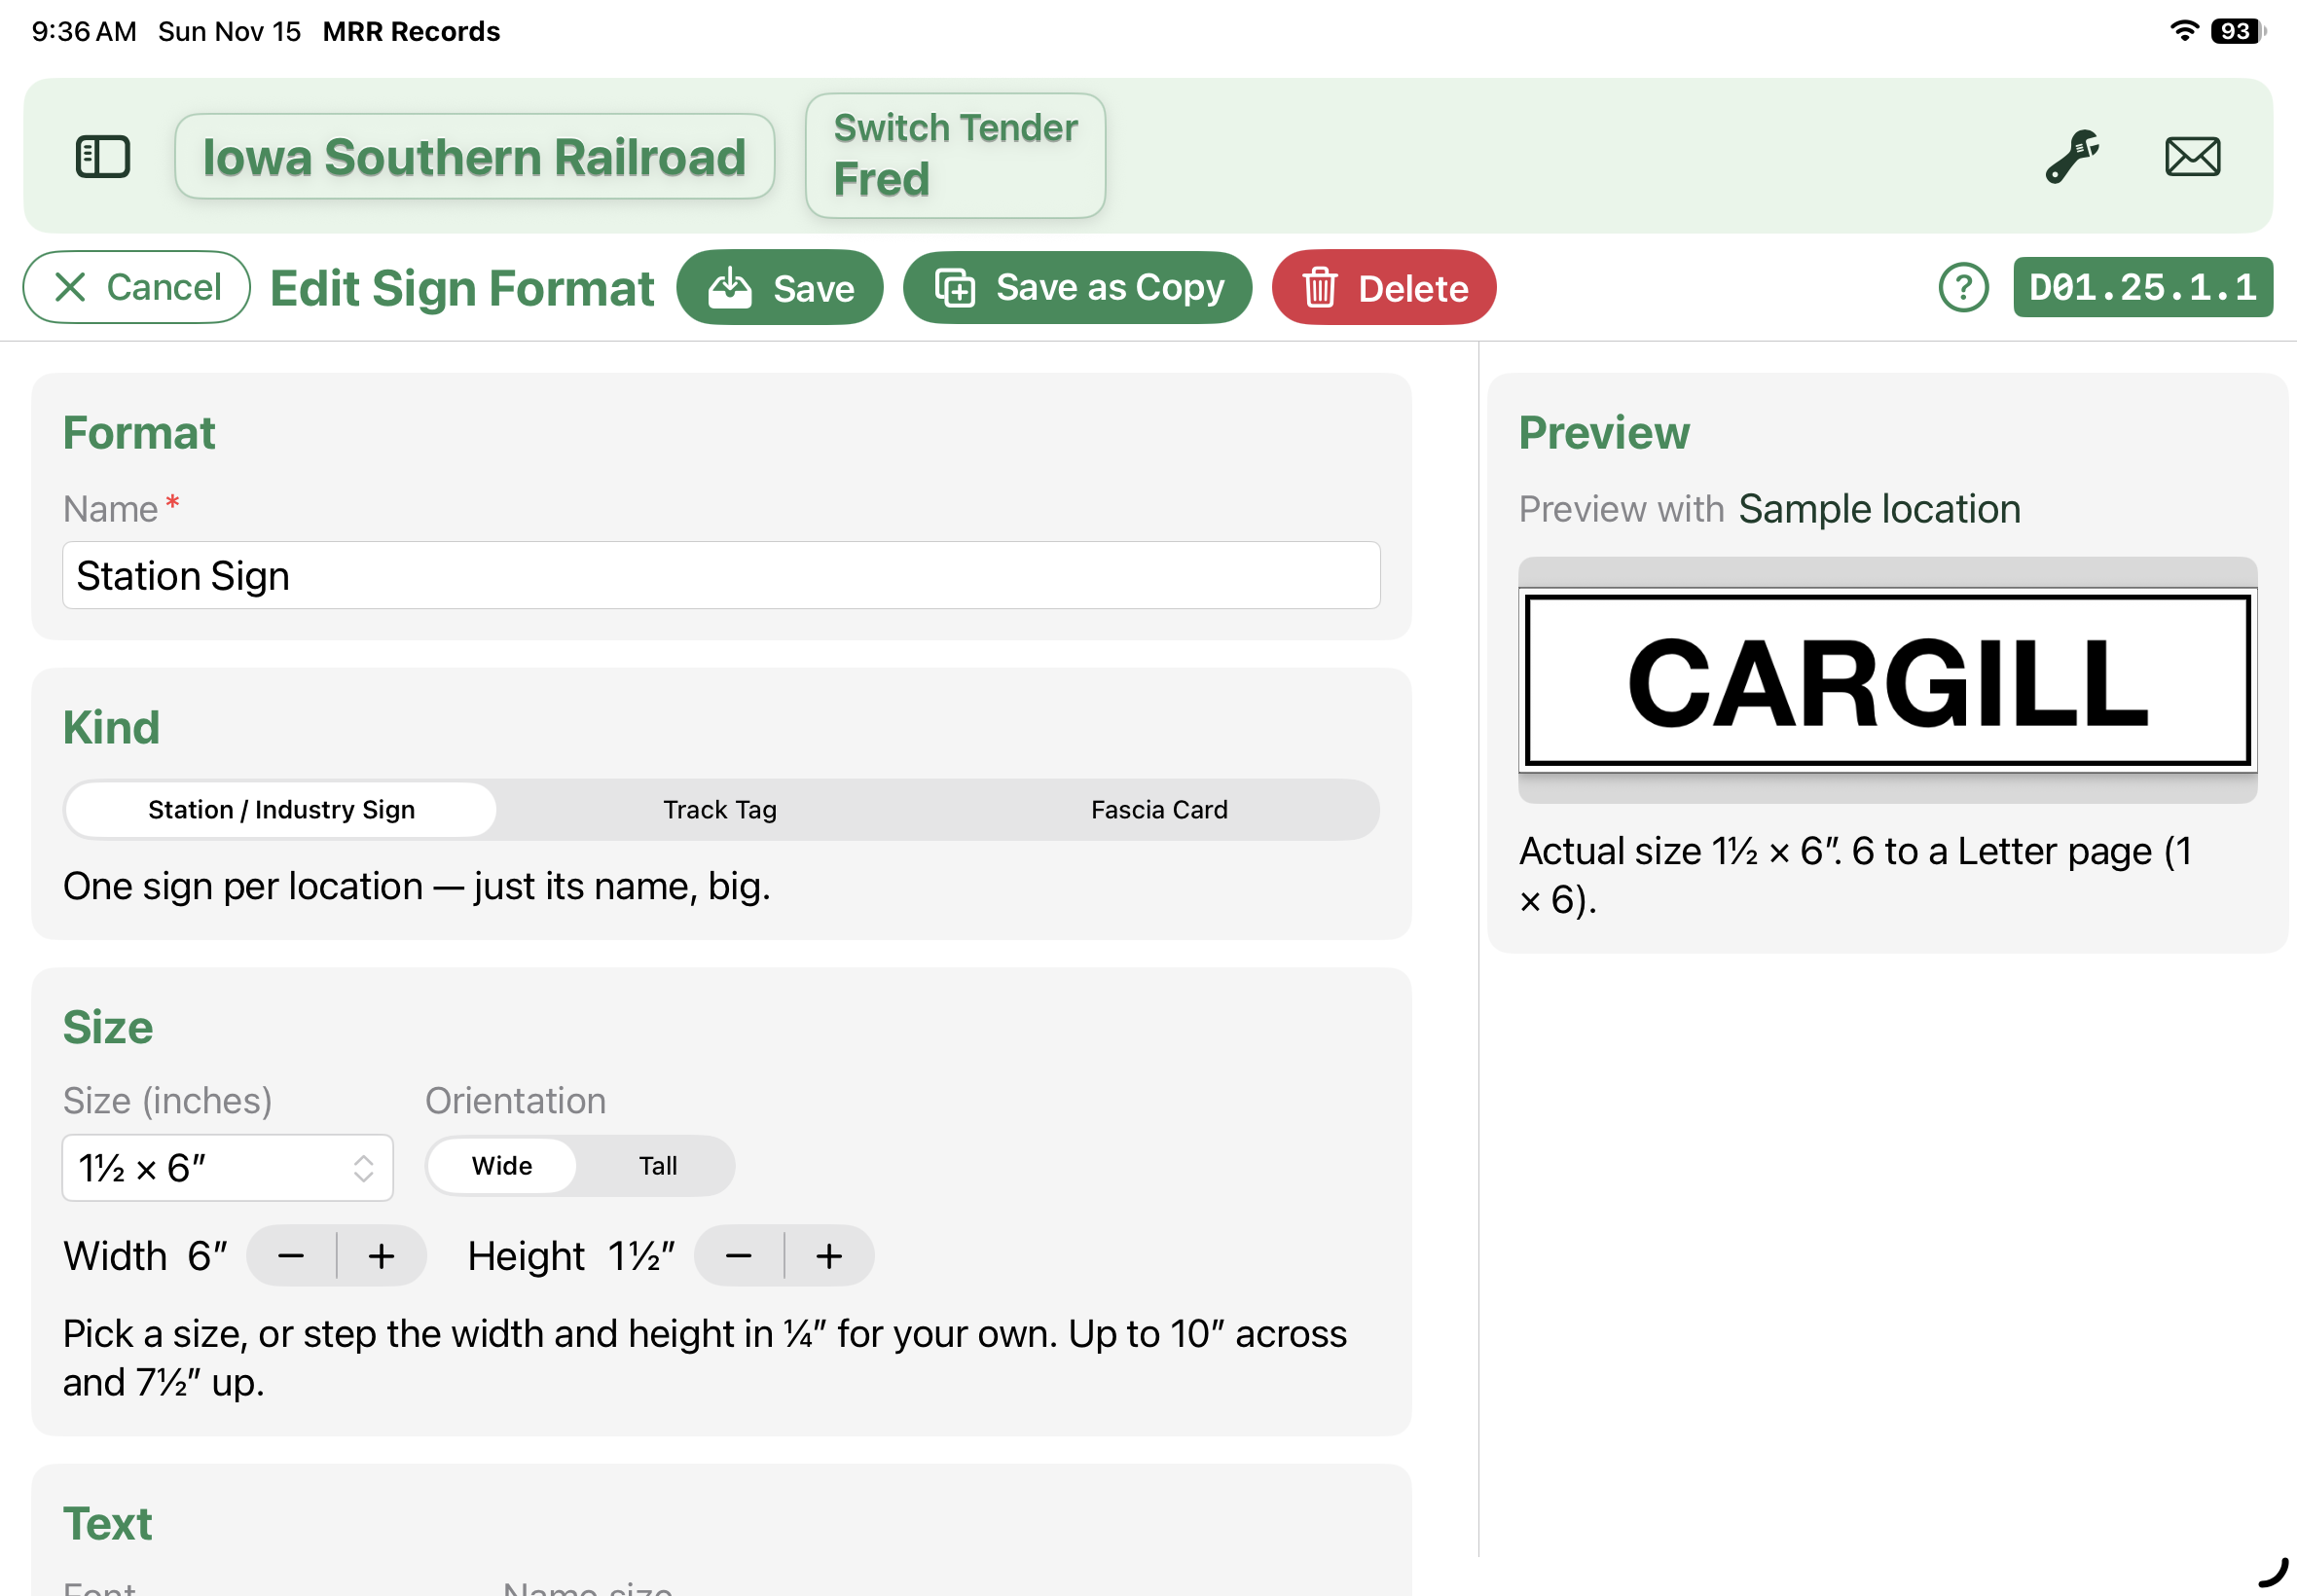 9:36 AM Sun Nov 15 MRR Records
93
Iowa Southern Railroad
Switch Tender
Fred
Cancel
Edit Sign Format
Save
Save as Copy
Delete
?
D01.25.1.1
Format
Name *
Station Sign
Kind
Station / Industry Sign
Track Tag
Fascia Card
One sign per location — just its name, big.
Size
Size (inches)
Orientation
1½ × 6”
Wide
Tall
Width 6”
− +
Height 1½”
− +
Pick a size, or step the width and height in ¼” for your own. Up to 10” across
and 7½” up.
Text
Font
Name size
Preview
Preview with Sample location
CARGILL
Actual size 1½ × 6”. 6 to a Letter page (1
× 6).